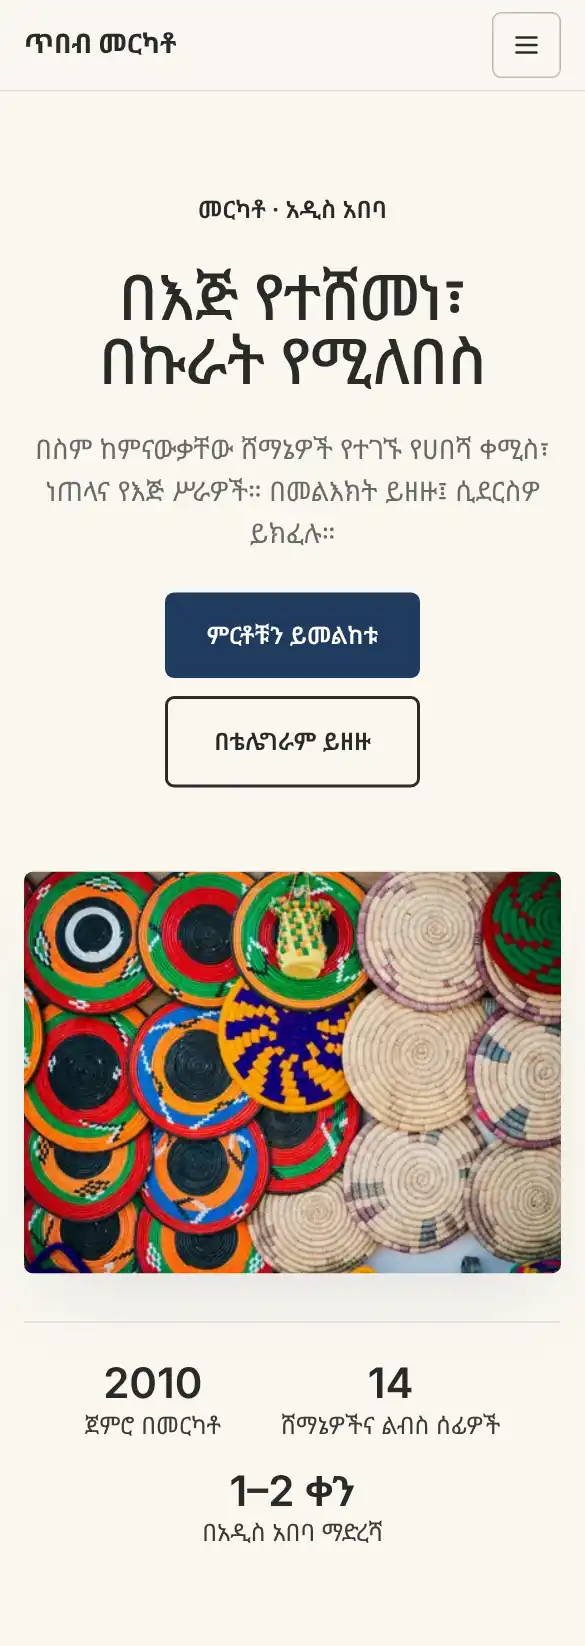 ጥበብ መርካቶ
መርካቶ · አዲስ አበባ
በእጅ የተሸመነ፣
በኩራት የሚለበስ
በስም ከምናውቃቸው ሸማኔዎች የተገኙ የሀበሻ ቀሚስ፣
ነጠላና የእጅ ሥራዎች። በመልእክት ይዘዙ፤ ሲደርስዎ
ይክፈሉ።
ምርቶቹን ይመልከቱ
በቴሌግራም ይዘዙ
2010
ጀምሮ በመርካቶ
14
ሸማኔዎችና ልብስ ሰፊዎች
1–2 ቀን
በአዲስ አበባ ማድረሻ